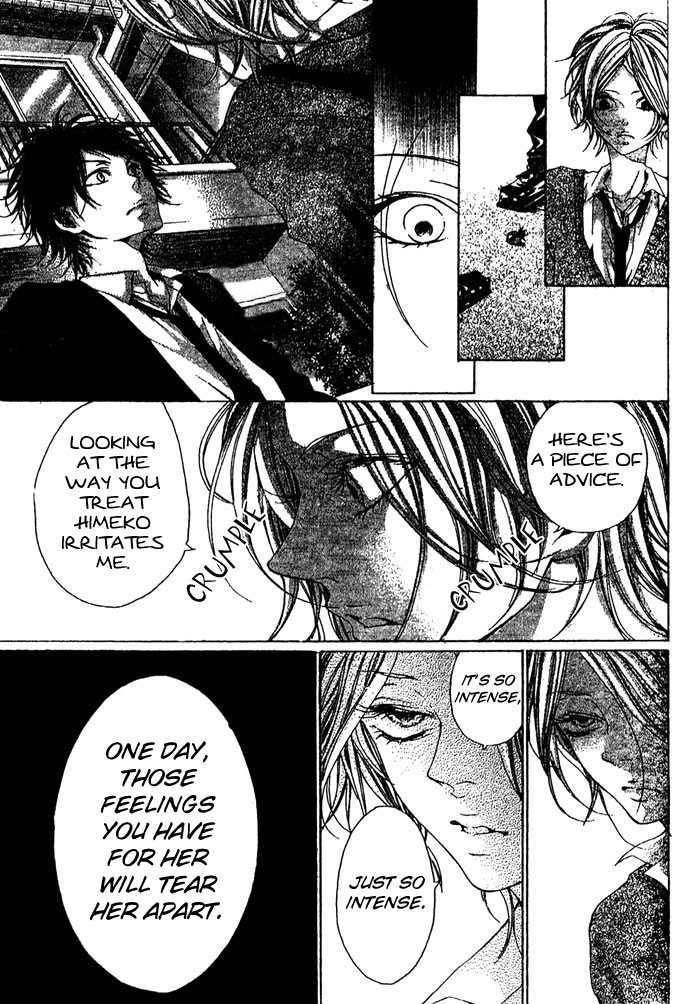 HERE'S
A PIECE OF
ADVICE.
CRUMPLE
LOOKING
AT THE
WAY YOU
TREAT
HIMEKO
IRRITATES
ME.
CRUMPLE
IT'S SO
INTENSE,
JUST SO
INTENSE.
ONE DAY,
THOSE
FEELINGS
YOU HAVE
FOR HER
WILL TEAR
HER APART.